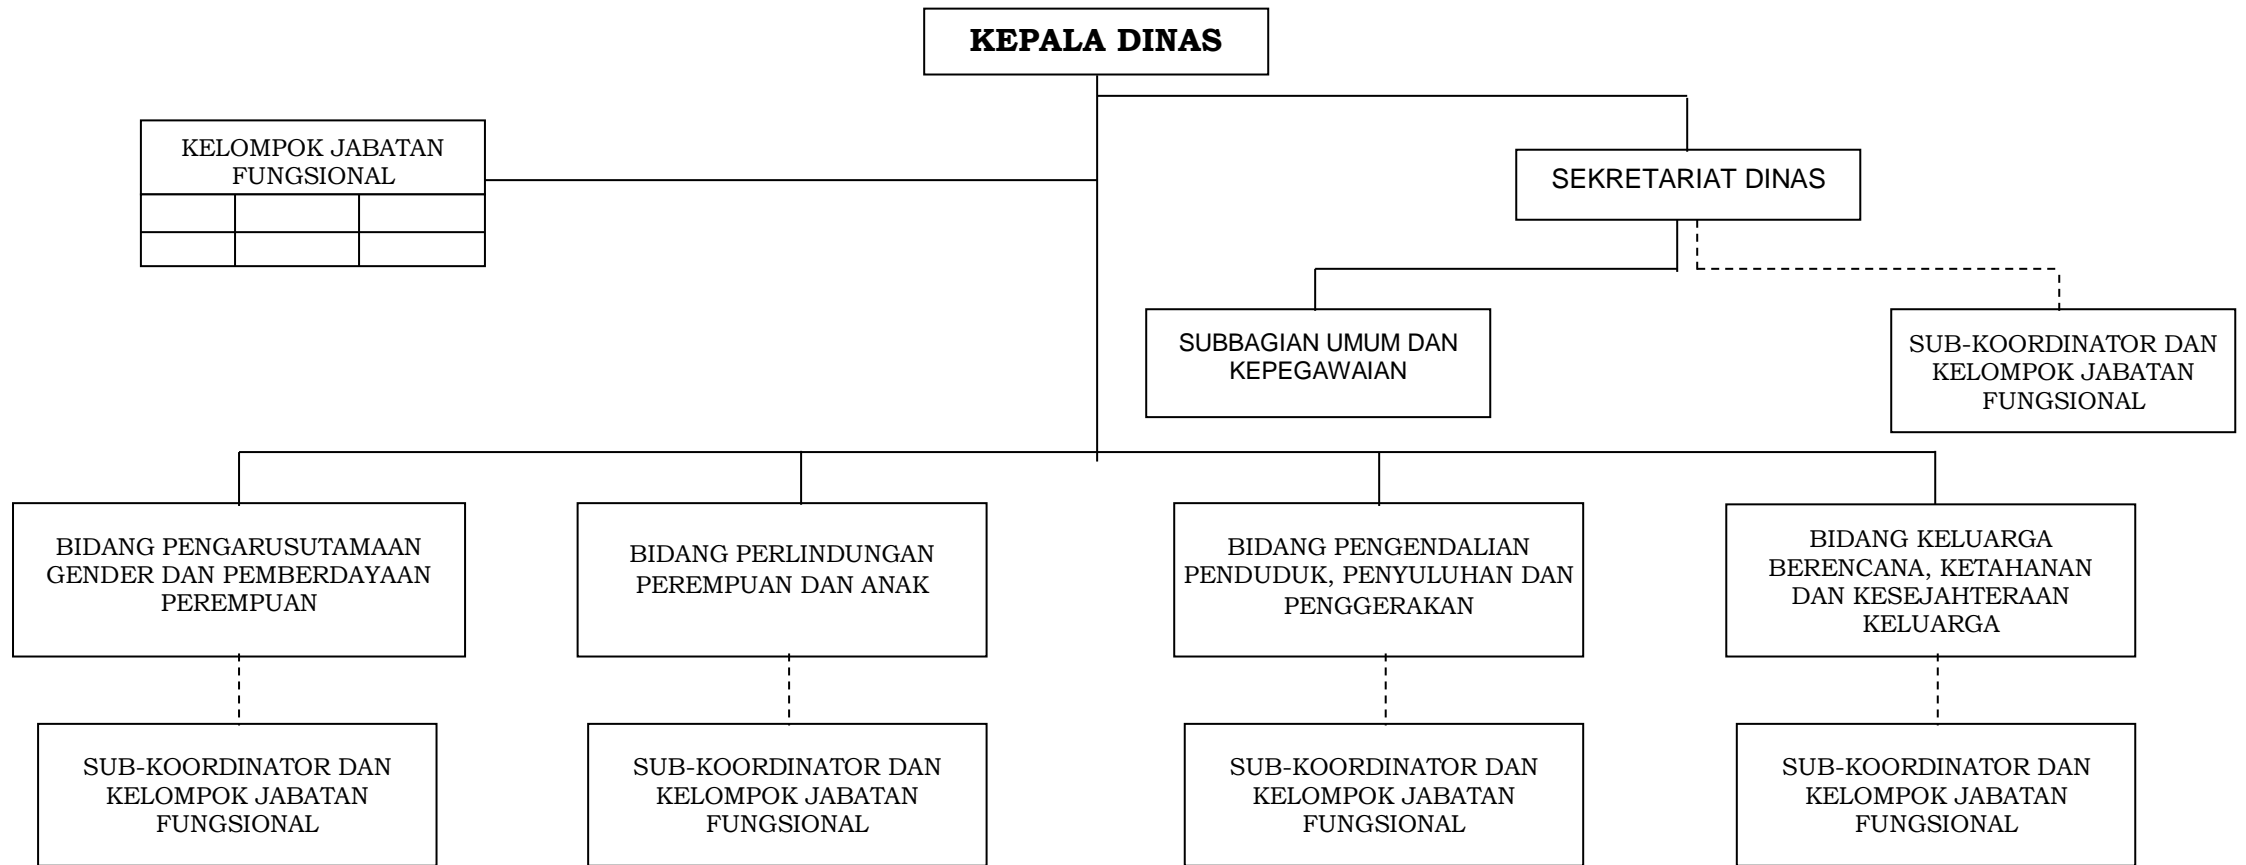 KEPALA DINAS
KELOMPOK JABATAN
FUNGSIONAL
SEKRETARIAT DINAS
SUBBAGIAN UMUM DAN
KEPEGAWAIAN
SUB-KOORDINATOR DAN
KELOMPOK JABATAN
FUNGSIONAL
BIDANG PENGARUSUTAMAAN
GENDER DAN PEMBERDAYAAN
PEREMPUAN
BIDANG PERLINDUNGAN
PEREMPUAN DAN ANAK
BIDANG PENGENDALIAN
PENDUDUK, PENYULUHAN DAN
PENGGERAKAN
BIDANG KELUARGA
BERENCANA, KETAHANAN
DAN KESEJAHTERAAN
KELUARGA
SUB-KOORDINATOR DAN
KELOMPOK JABATAN
FUNGSIONAL
SUB-KOORDINATOR DAN
KELOMPOK JABATAN
FUNGSIONAL
SUB-KOORDINATOR DAN
KELOMPOK JABATAN
FUNGSIONAL
SUB-KOORDINATOR DAN
KELOMPOK JABATAN
FUNGSIONAL